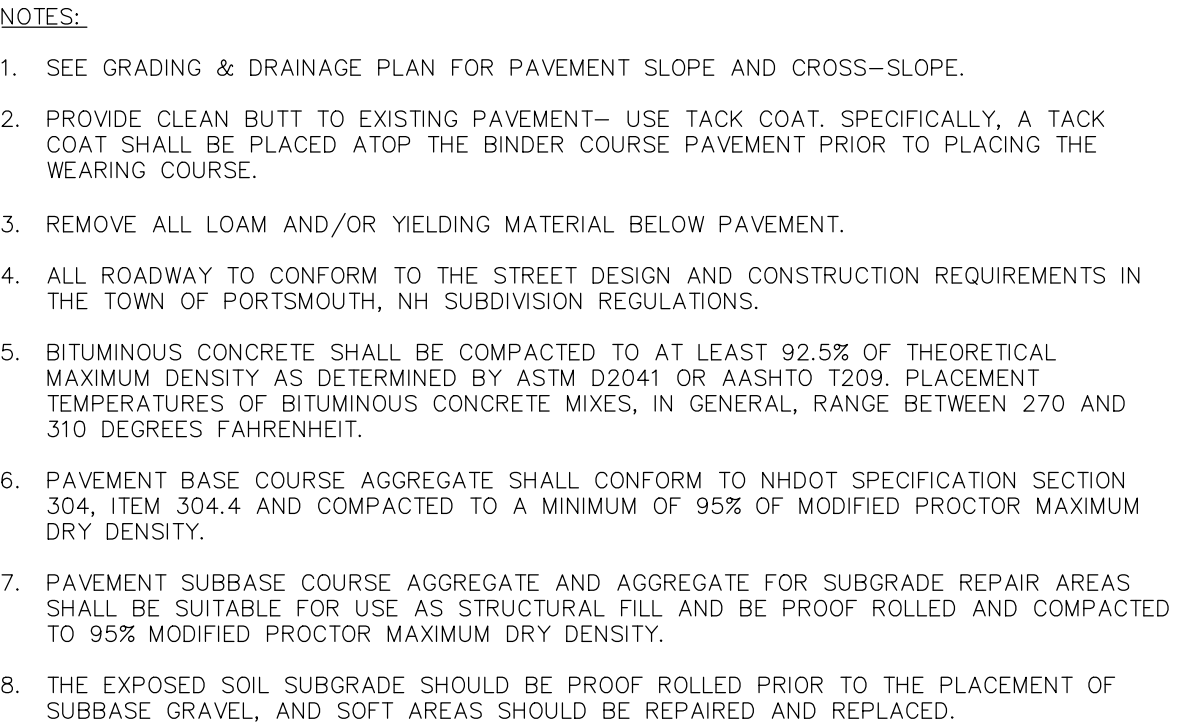 NOTES:
1. SEE GRADING & DRAINAGE PLAN FOR PAVEMENT SLOPE AND CROSS-SLOPE.
2. PROVIDE CLEAN BUTT TO EXISTING PAVEMENT- USE TACK COAT. SPECIFICALLY, A TACK
COAT SHALL BE PLACED ATOP THE BINDER COURSE PAVEMENT PRIOR TO PLACING THE
WEARING COURSE.
3. REMOVE ALL LOAM AND/OR YIELDING MATERIAL BELOW PAVEMENT.
4. ALL ROADWAY TO CONFORM TO THE STREET DESIGN AND CONSTRUCTION REQUIREMENTS IN
THE TOWN OF PORTSMOUTH, NH SUBDIVISION REGULATIONS.
5. BITUMINOUS CONCRETE SHALL BE COMPACTED TO AT LEAST 92.5% OF THEORETICAL
MAXIMUM DENSITY AS DETERMINED BY ASTM D2041 OR AASHTO T209. PLACEMENT
TEMPERATURES OF BITUMINOUS CONCRETE MIXES, IN GENERAL, RANGE BETWEEN 270 AND
310 DEGREES FAHRENHEIT.
6. PAVEMENT BASE COURSE AGGREGATE SHALL CONFORM TO NHDOT SPECIFICATION SECTION
304, ITEM 304.4 AND COMPACTED TO A MINIMUM OF 95% OF MODIFIED PROCTOR MAXIMUM
DRY DENSITY.
7. PAVEMENT SUBBASE COURSE AGGREGATE AND AGGREGATE FOR SUBGRADE REPAIR AREAS
SHALL BE SUITABLE FOR USE AS STRUCTURAL FILL AND BE PROOF ROLLED AND COMPACTED
TO 95% MODIFIED PROCTOR MAXIMUM DRY DENSITY.
8. THE EXPOSED SOIL SUBGRADE SHOULD BE PROOF ROLLED PRIOR TO THE PLACEMENT OF
SUBBASE GRAVEL, AND SOFT AREAS SHOULD BE REPAIRED AND REPLACED.